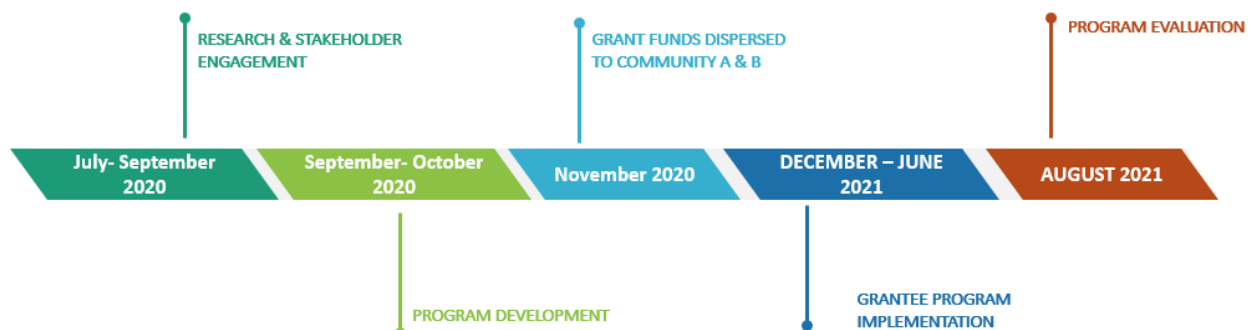 RESEARCH & STAKEHOLDER
ENGAGEMENT
GRANT FUNDS DISPERSED
TO COMMUNITY A & B
PROGRAM EVALUATION
July- September
2020
September- October
2020
November 2020
DECEMBER – JUNE
2021
AUGUST 2021
PROGRAM DEVELOPMENT
GRANTEE PROGRAM
IMPLEMENTATION